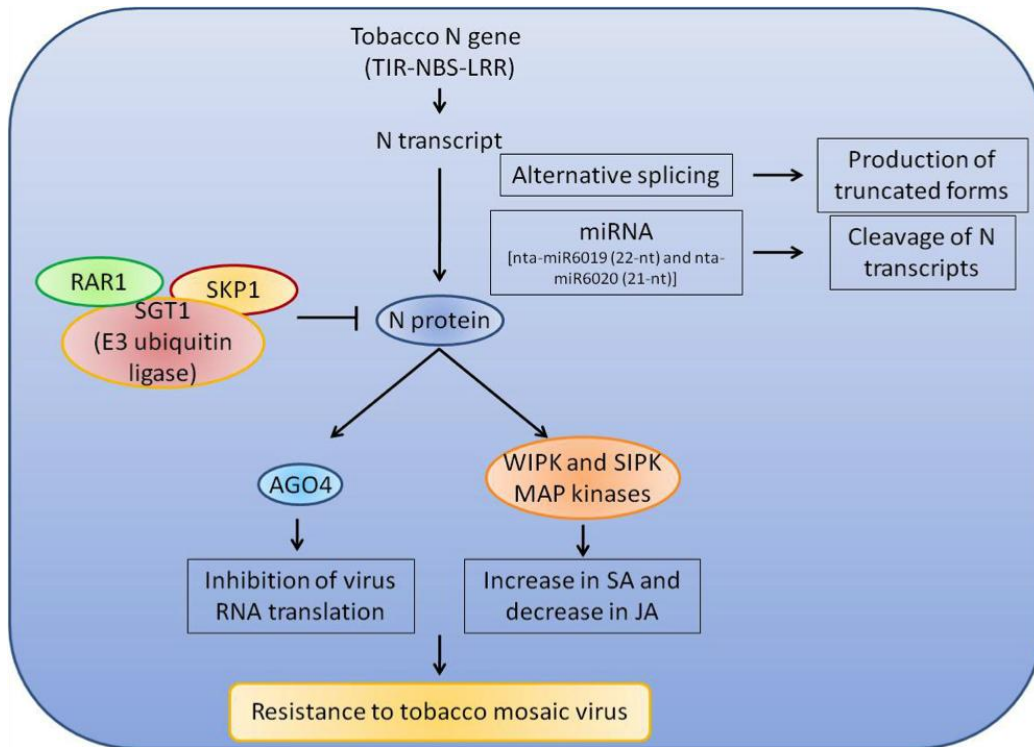 Tobacco N gene
(TIR-NBS-LRR)
N transcript
Alternative splicing
Production of
truncated forms
miRNA
[nta-miR6019 (22-nt) and nta-
miR6020 (21-nt)]
Cleavage of N
transcripts
RAR1
SKP1
SGT1
(E3 ubiquitin
ligase)
N protein
AGO4
WIPK and SIPK
MAP kinases
Inhibition of virus
RNA translation
Increase in SA and
decrease in JA
Resistance to tobacco mosaic virus